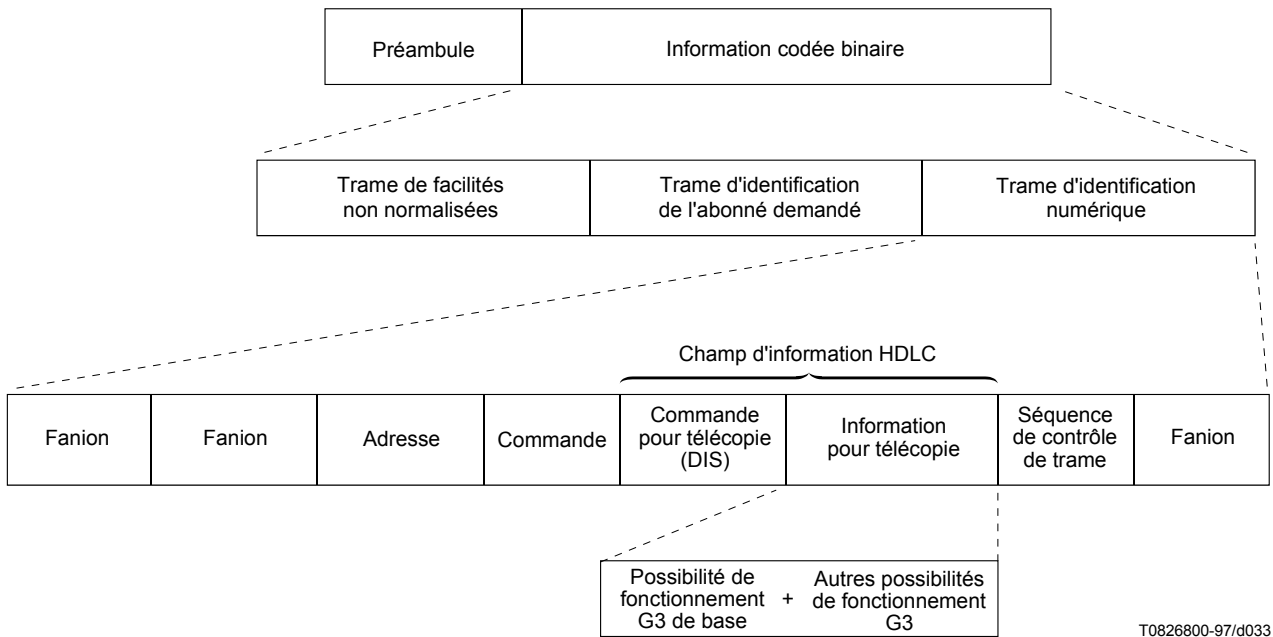 Préambule
Information codée binaire
Trame de facilités
non normalisées
Trame d'identification
de l'abonné demandé
Trame d'identification
numérique
Champ d'information HDLC
Fanion
Fanion
Adresse
Commande
Commande
pour télécopie
(DIS)
Information
pour télécopie
Séquence
de contrôle
de trame
Fanion
Possibilité de
fonctionnement
G3 de base
+
Autres possibilités
de fonctionnement
G3
T0826800-97/d033